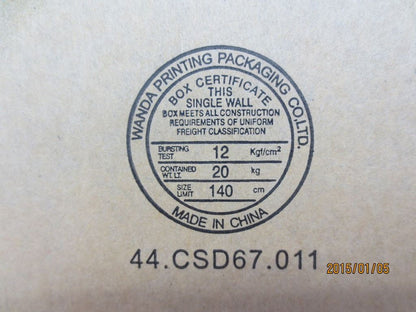 WANDA PRINTING PACKAGING CO,LTD.
BOX CERTIFICATE
THIS
SINGLE WALL
BOX MEETS ALL CONSTRUCTION
REQUIREMENTS OF UNIFORM
FREIGHT CLASSIFICATION
BURSTING TEST 12 Kgf/cm²
CONTAINED WT. LT. 20 kg
SIZE LIMIT 140 cm
MADE IN CHINA
44.CSD67.011
2015/01/05